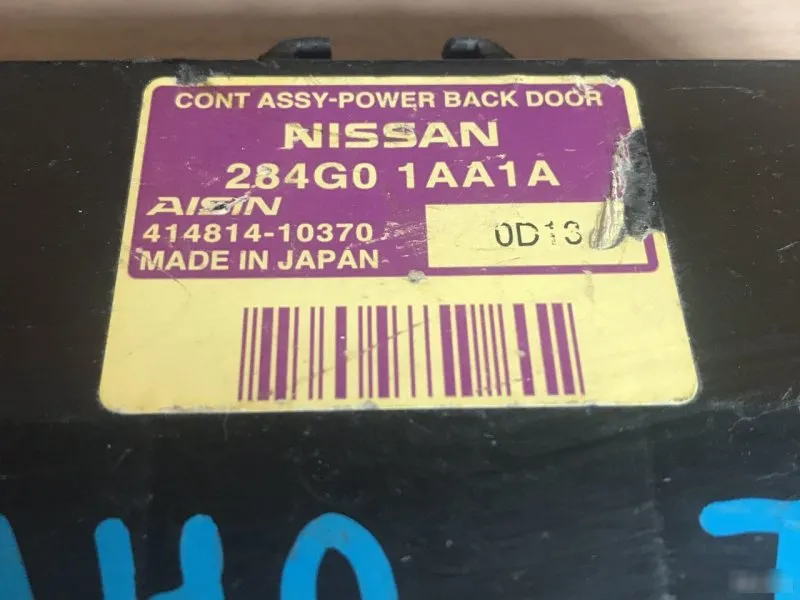 CONT ASSY-POWER BACK DOOR
NISSAN
284G0 1AA1A
AISIN
414814-10370
0D13
MADE IN JAPAN